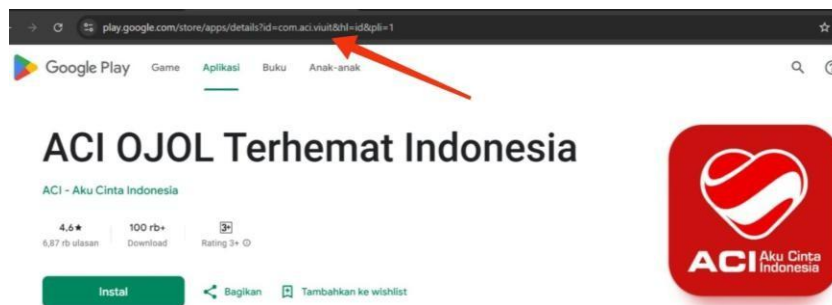 play.google.com/store/apps/details?id=com.aci.viuit&hl=id&pli=1
Google Play Game Aplikasi Buku Anak-anak
ACI OJOL Terhemat Indonesia
ACI - Aku Cinta Indonesia
4,6★ 100 rb+ 3+
6,87 rb ulasan Download Rating 3+
Instal Bagikan Tambahkan ke wishlist
ACI Aku Cinta
Indonesia